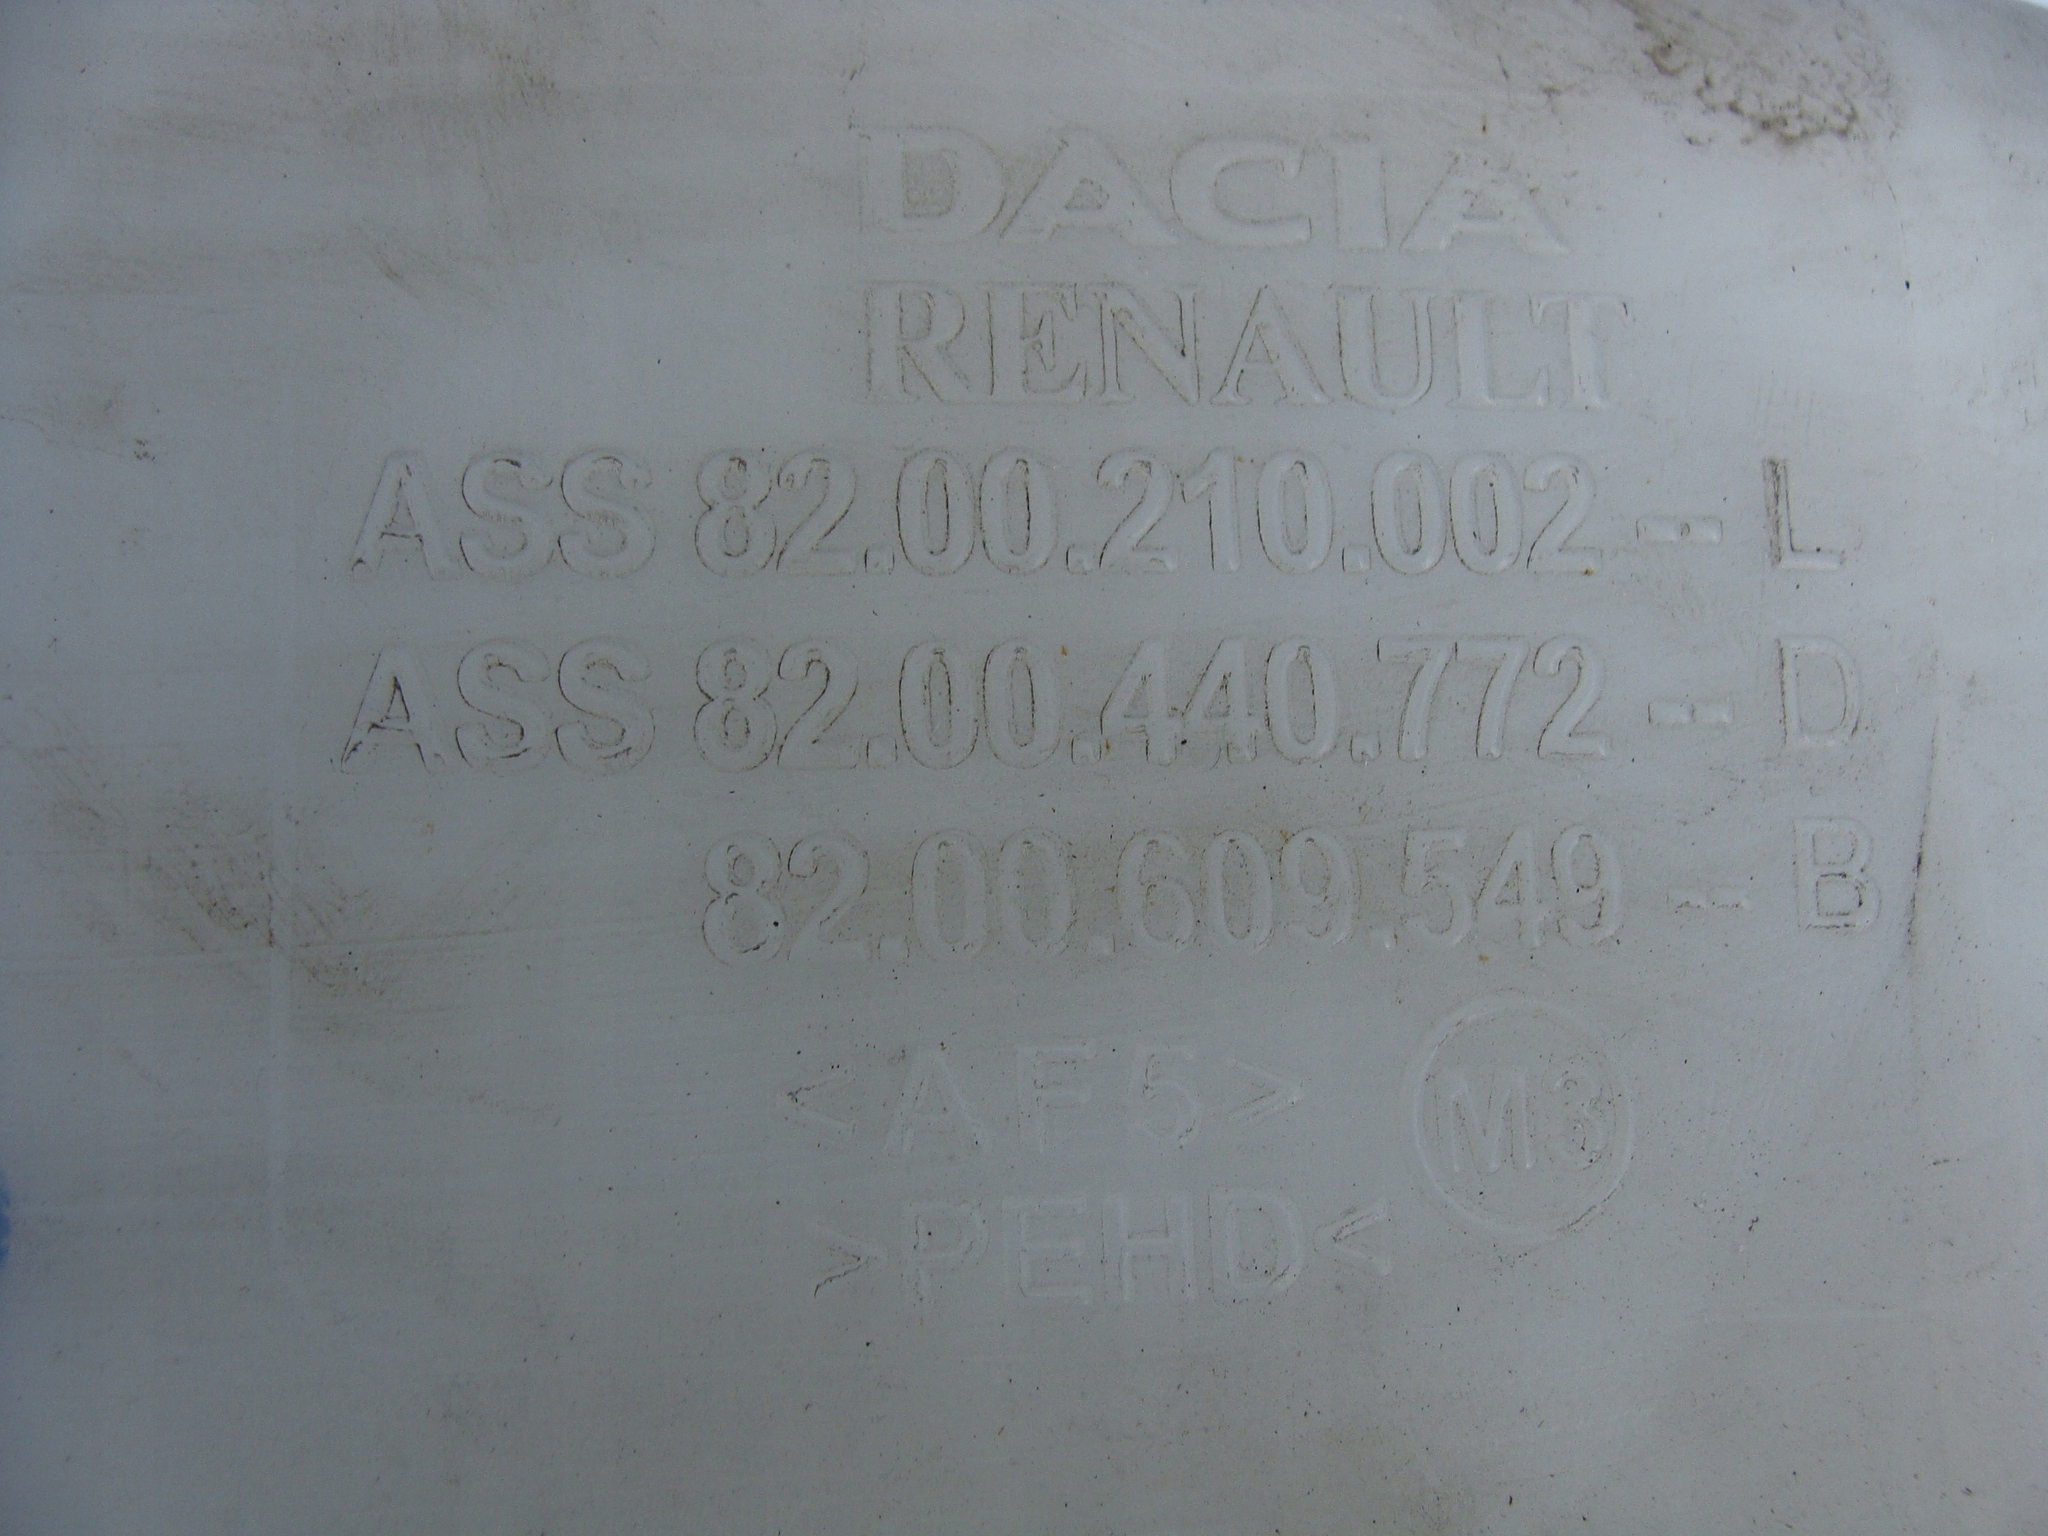 DACIA
RENAULT
ASS 82.00.210.002 -- L
ASS 82.00.440.772 -- D
82.00.609.549 -- B
<AF5>
M3
>PEHD<